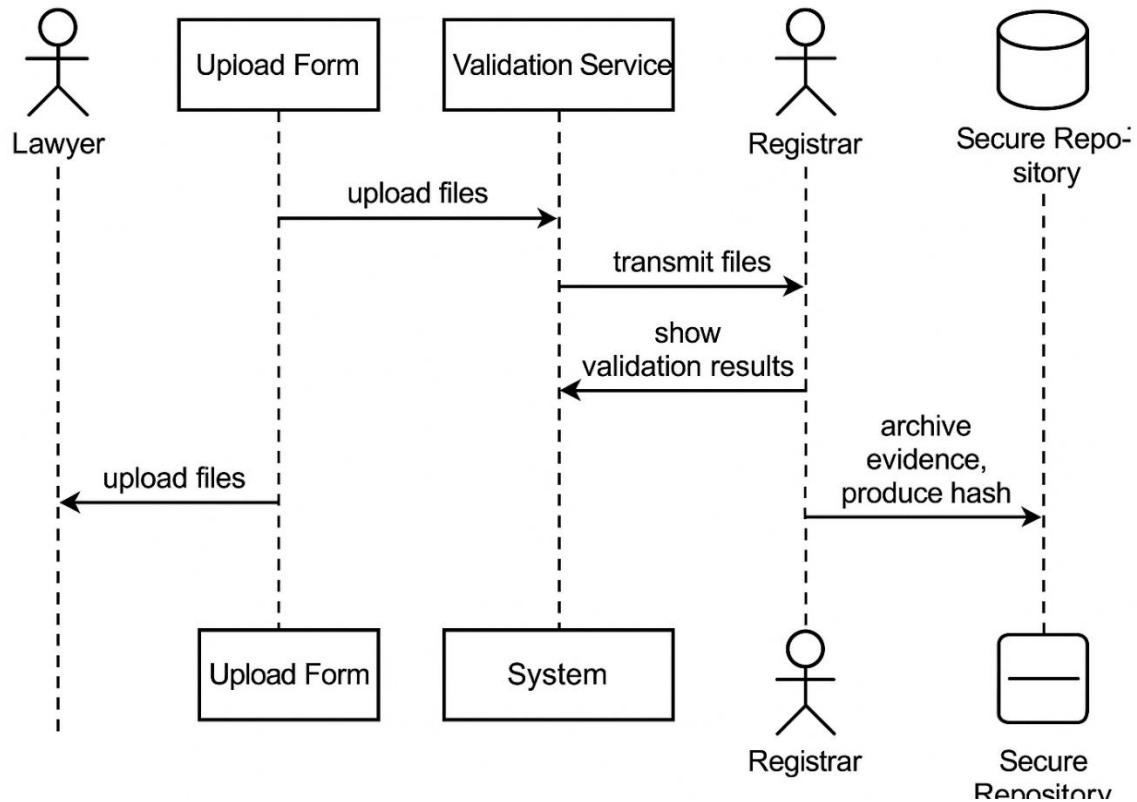 Upload Form
Validation Service
Lawyer
Registrar
Secure Repo-
sitory
upload files
transmit files
show
validation results
archive
evidence,
produce hash
upload files
Upload Form
System
Registrar
Secure
Repository